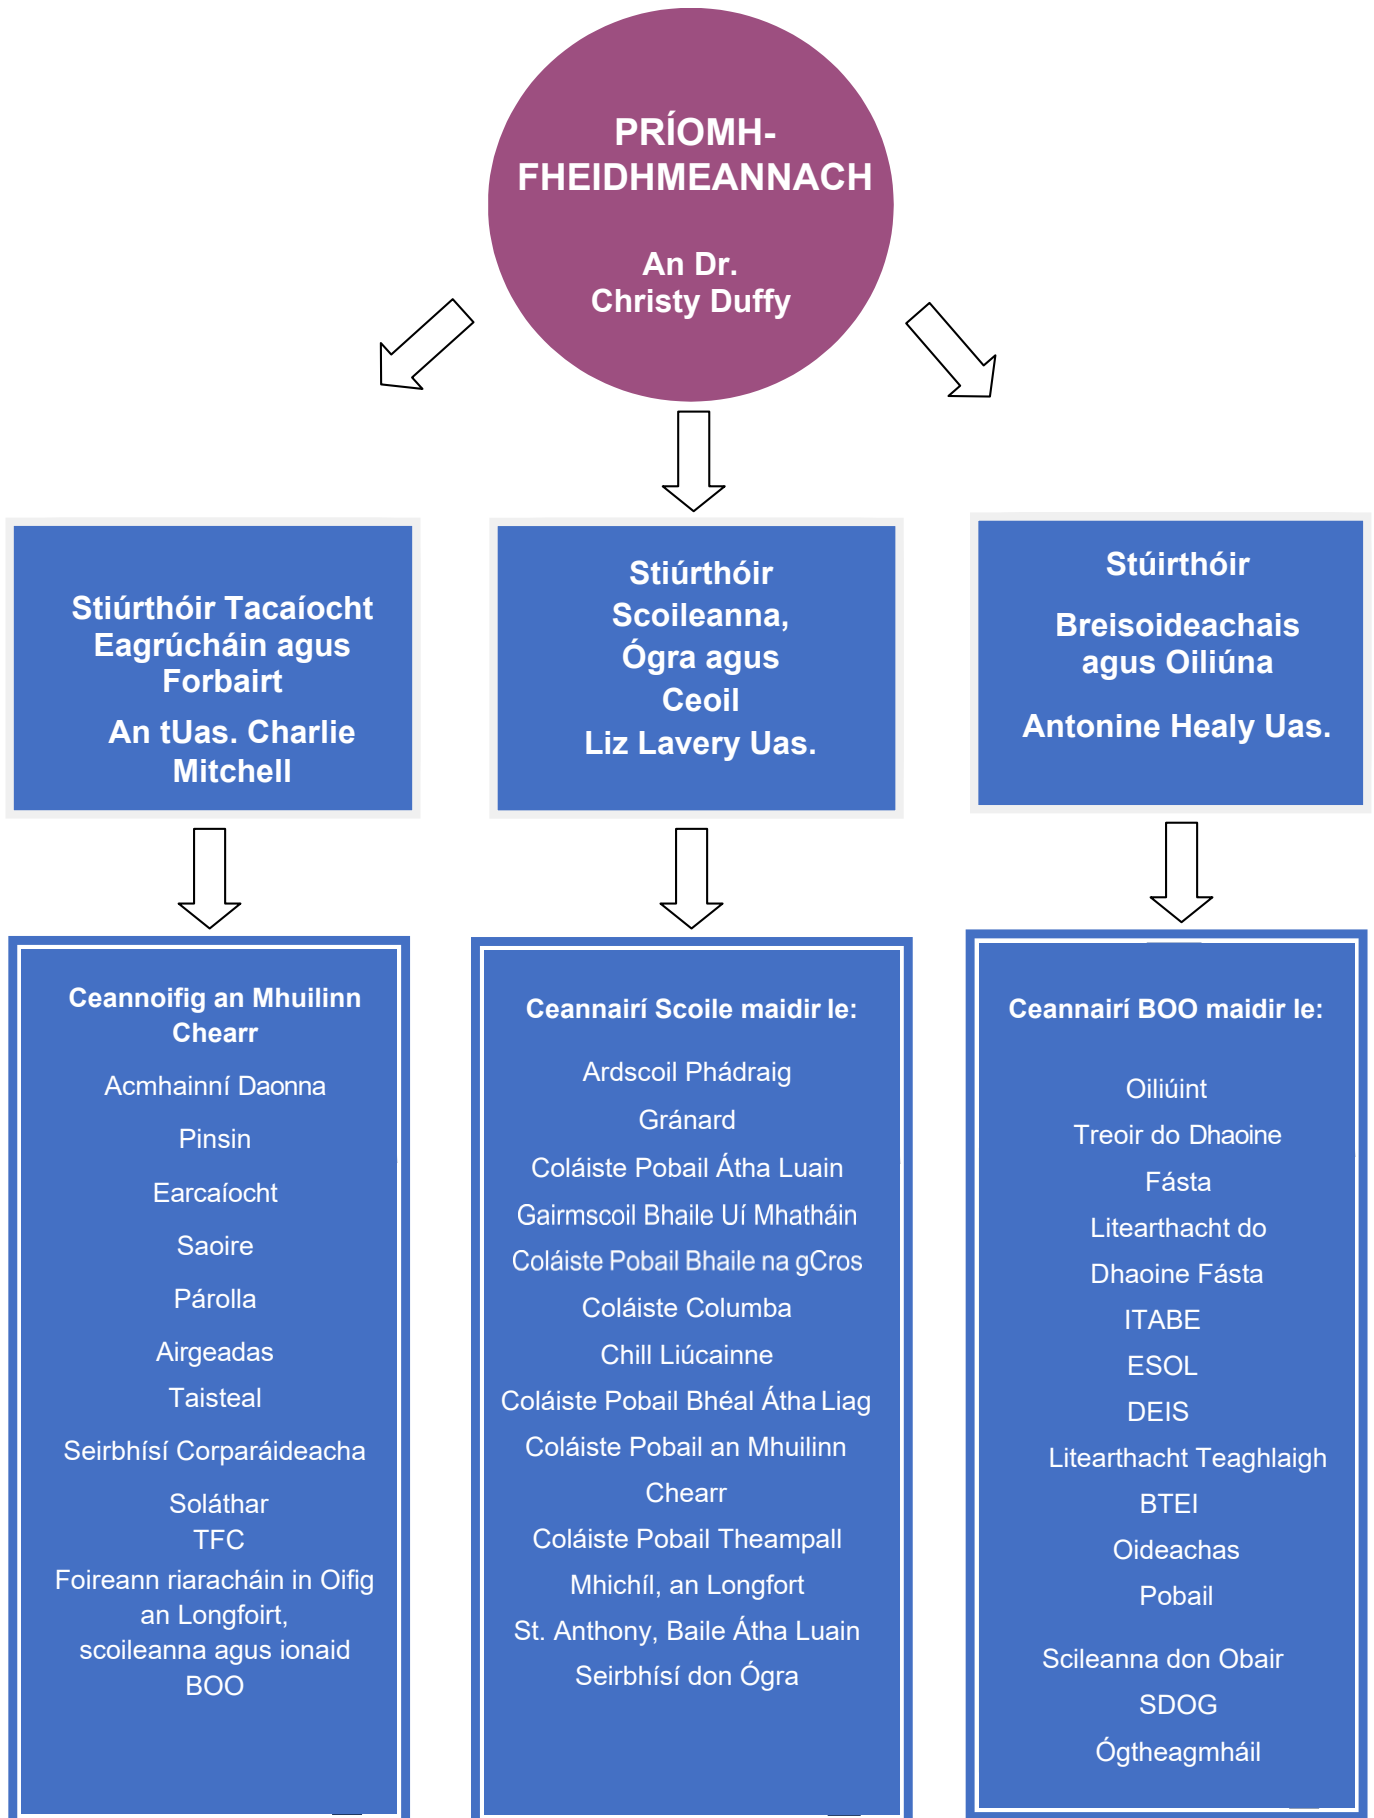 PRÍOMH-
FHEIDHMEANNACH
An Dr.
Christy Duffy
Stiúrthóir Tacaíocht
Eagrúcháin agus
Forbairt
An tUas. Charlie
Mitchell
Stiúrthóir
Scoileanna,
Ógra agus
Ceoil
Liz Lavery Uas.
Stúirthóir
Breisoideachais
agus Oiliúna
Antonine Healy Uas.
Ceannoifig an Mhuilinn
Chearr
Acmhainní Daonna
Pinsin
Earcaíocht
Saoire
Párolla
Airgeadas
Taisteal
Seirbhísí Corparáideacha
Soláthar
TFC
Foireann riaracháin in Oifig
an Longfoirt,
scoileanna agus ionaid
BOO
Ceannairí Scoile maidir le:
Ardscoil Phádraig
Gránard
Coláiste Pobail Átha Luain
Gairmscoil Bhaile Uí Mhatháin
Coláiste Pobail Bhaile na gCros
Coláiste Columba
Chill Liúcainne
Coláiste Pobail Bhéal Átha Liag
Coláiste Pobail an Mhuilinn
Chearr
Coláiste Pobail Theampall
Mhichíl, an Longfort
St. Anthony, Baile Átha Luain
Seirbhísí don Ógra
Ceannairí BOO maidir le:
Oiliúint
Treoir do Dhaoine
Fásta
Litearthacht do
Dhaoine Fásta
ITABE
ESOL
DEIS
Litearthacht Teaghlaigh
BTEI
Oideachas
Pobail
Scileanna don Obair
SDOG
Ógtheagmháil